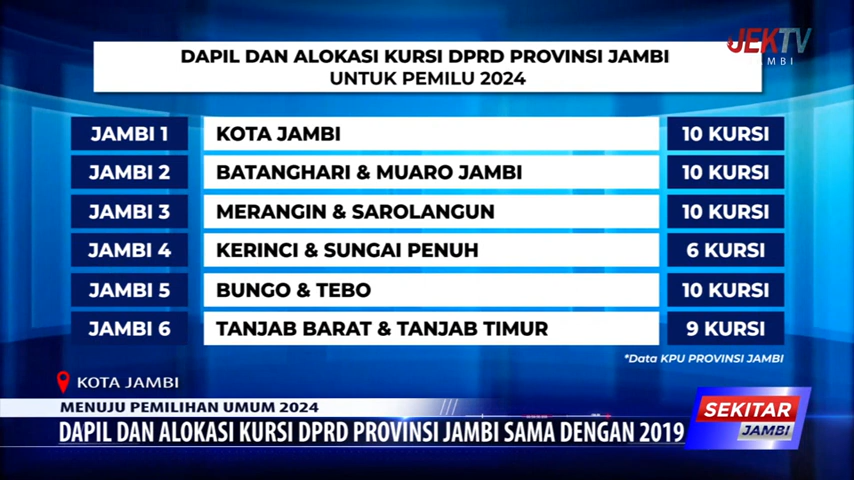 JEKTV
JAMBI
DAPIL DAN ALOKASI KURSI DPRD PROVINSI JAMBI
UNTUK PEMILU 2024
JAMBI 1 KOTA JAMBI 10 KURSI
JAMBI 2 BATANGHARI & MUARO JAMBI 10 KURSI
JAMBI 3 MERANGIN & SAROLANGUN 10 KURSI
JAMBI 4 KERINCI & SUNGAI PENUH 6 KURSI
JAMBI 5 BUNGO & TEBO 10 KURSI
JAMBI 6 TANJAB BARAT & TANJAB TIMUR 9 KURSI
*Data KPU PROVINSI JAMBI
KOTA JAMBI
MENUJU PEMILIHAN UMUM 2024
DAPIL DAN ALOKASI KURSI DPRD PROVINSI JAMBI SAMA DENGAN 2019
SEKITAR
JAMBI